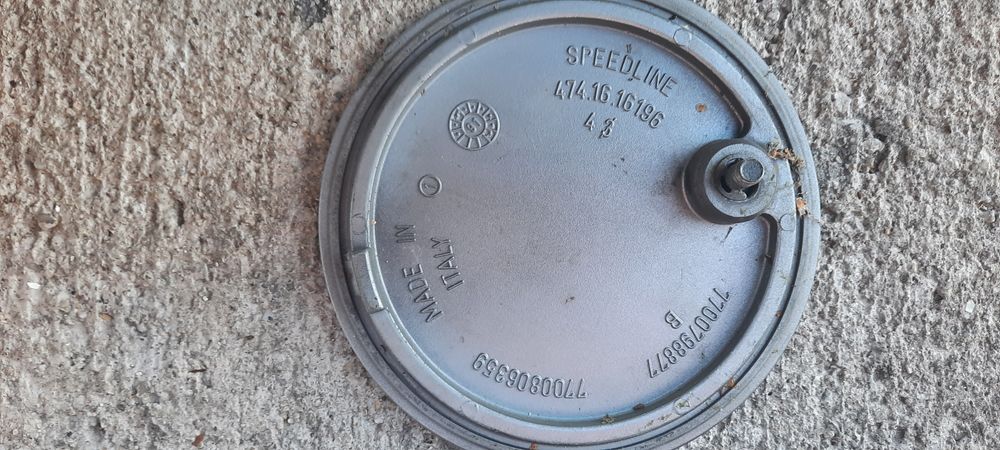 SPEEDLINE
474.16.16196
4
MADE IN
ITALY
7700798877
B
7700806359